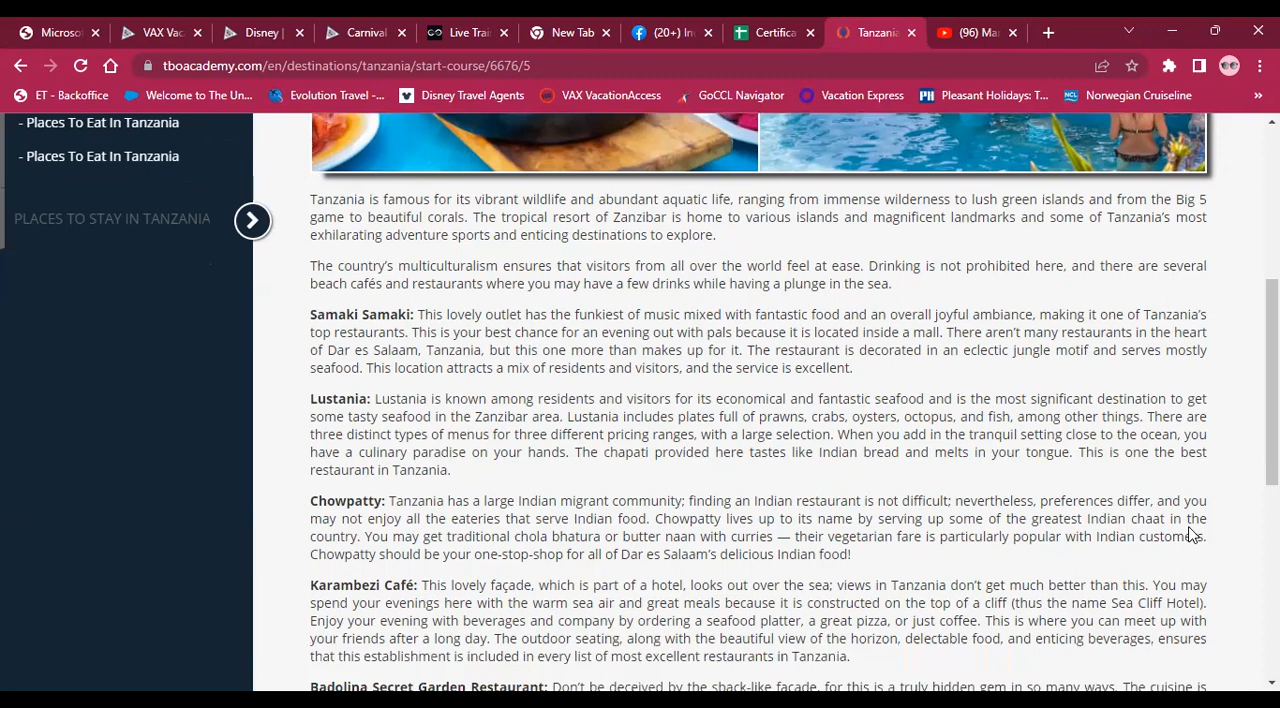 Microso
VAX Vac
Disney |
Carnival
Live Trai
New Tab
(20+) In
Certifica
Tanzania
(96) Ma
tboacademy.com/en/destinations/tanzania/start-course/6676/5
ET - Backoffice
Welcome to The Un...
Evolution Travel -...
Disney Travel Agents
VAX VacationAccess
GoCCL Navigator
Vacation Express
Pleasant Holidays: T...
Norwegian Cruiseline
»
- Places To Eat In Tanzania
- Places To Eat In Tanzania
PLACES TO STAY IN TANZANIA
Tanzania is famous for its vibrant wildlife and abundant aquatic life, ranging from immense wilderness to lush green islands and from the Big 5
game to beautiful corals. The tropical resort of Zanzibar is home to various islands and magnificent landmarks and some of Tanzania's most
exhilarating adventure sports and enticing destinations to explore.
The country's multiculturalism ensures that visitors from all over the world feel at ease. Drinking is not prohibited here, and there are several
beach cafés and restaurants where you may have a few drinks while having a plunge in the sea.
Samaki Samaki: This lovely outlet has the funkiest of music mixed with fantastic food and an overall joyful ambiance, making it one of Tanzania's
top restaurants. This is your best chance for an evening out with pals because it is located inside a mall. There aren't many restaurants in the heart
of Dar es Salaam, Tanzania, but this one more than makes up for it. The restaurant is decorated in an eclectic jungle motif and serves mostly
seafood. This location attracts a mix of residents and visitors, and the service is excellent.
Lustania: Lustania is known among residents and visitors for its economical and fantastic seafood and is the most significant destination to get
some tasty seafood in the Zanzibar area. Lustania includes plates full of prawns, crabs, oysters, octopus, and fish, among other things. There are
three distinct types of menus for three different pricing ranges, with a large selection. When you add in the tranquil setting close to the ocean, you
have a culinary paradise on your hands. The chapati provided here tastes like Indian bread and melts in your tongue. This is one the best
restaurant in Tanzania.
Chowpatty: Tanzania has a large Indian migrant community; finding an Indian restaurant is not difficult; nevertheless, preferences differ, and you
may not enjoy all the eateries that serve Indian food. Chowpatty lives up to its name by serving up some of the greatest Indian chaat in the
country. You may get traditional chola bhatura or butter naan with curries — their vegetarian fare is particularly popular with Indian customers.
Chowpatty should be your one-stop-shop for all of Dar es Salaam's delicious Indian food!
Karambezi Café: This lovely façade, which is part of a hotel, looks out over the sea; views in Tanzania don't get much better than this. You may
spend your evenings here with the warm sea air and great meals because it is constructed on the top of a cliff (thus the name Sea Cliff Hotel).
Enjoy your evening with beverages and company by ordering a seafood platter, a great pizza, or just coffee. This is where you can meet up with
your friends after a long day. The outdoor seating, along with the beautiful view of the horizon, delectable food, and enticing beverages, ensures
that this establishment is included in every list of most excellent restaurants in Tanzania.
Badolina Secret Garden Restaurant: Don't be deceived by the shack-like façade, for this is a truly hidden gem in so many ways. The cuisine is